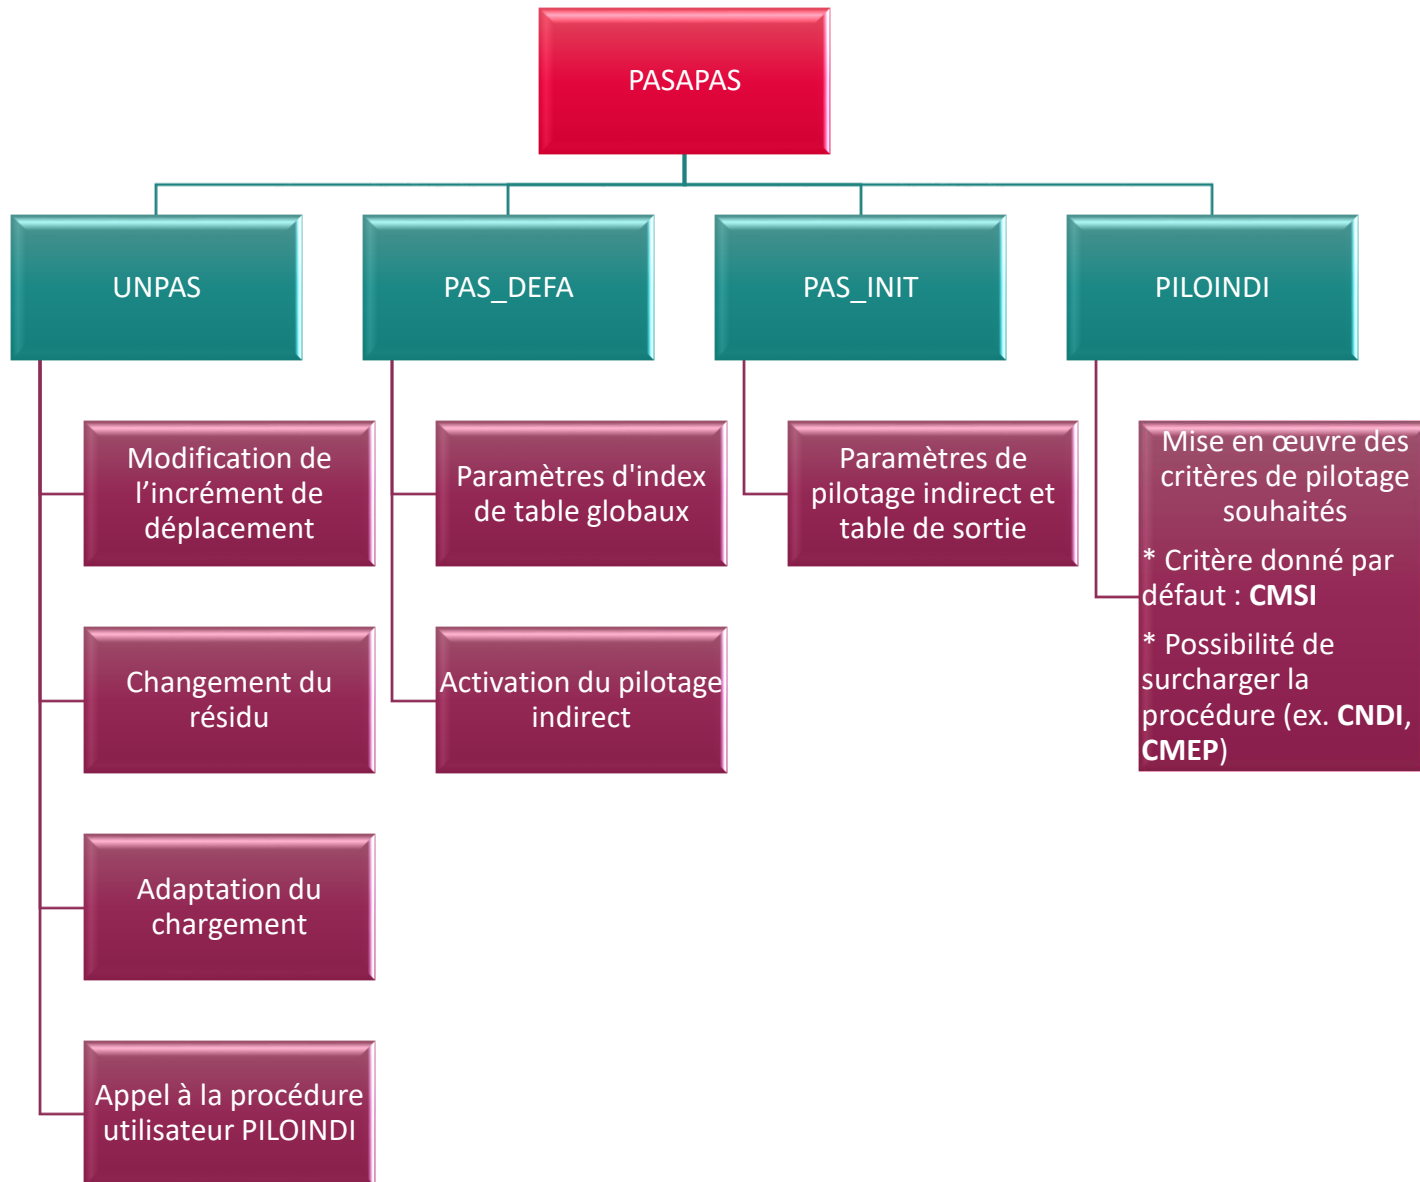 PASAPAS
UNPAS
PAS_DEFA
PAS_INIT
PILOINDI
Modification de
l’incrément de
déplacement
Changement du
résidu
Adaptation du
chargement
Appel à la procédure
utilisateur PILOINDI
Paramètres d'index
de table globaux
Activation du pilotage
indirect
Paramètres de
pilotage indirect et
table de sortie
Mise en œuvre des
critères de pilotage
souhaités
* Critère donné par
défaut : CMSI
* Possibilité de
surcharger la
procédure (ex. CNDI,
CMEP)